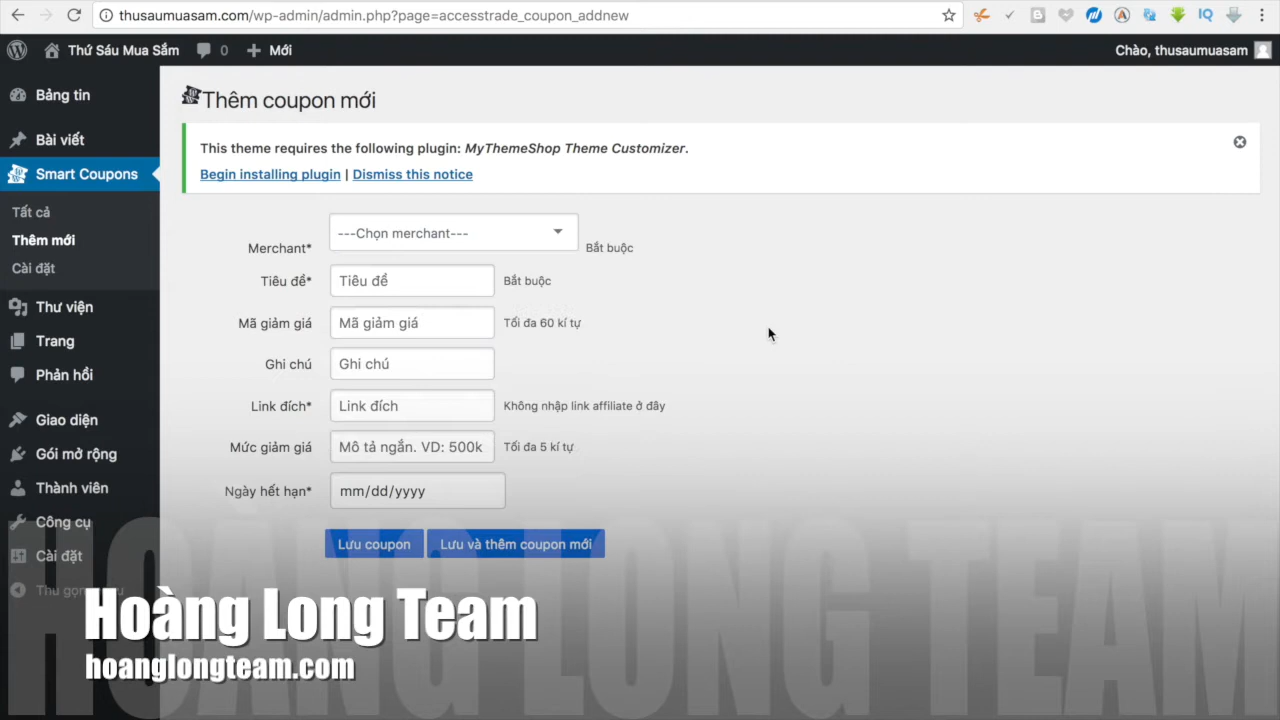 thusaumuasam.com/wp-admin/admin.php?page=accesstrade_coupon_addnew
Thứ Sáu Mua Sắm 0 Mới Chào, thusaumuasam
Bảng tin
Bài viết
Smart Coupons
Tất cả
Thêm mới
Cài đặt
Thư viện
Trang
Phản hồi
Giao diện
Gói mở rộng
Thành viên
Công cụ
Cài đặt
Thêm coupon mới
This theme requires the following plugin: MyThemeShop Theme Customizer.
Begin installing plugin | Dismiss this notice
Merchant* ---Chọn merchant--- Bắt buộc
Tiêu đề* Tiêu đề Bắt buộc
Mã giảm giá Mã giảm giá Tối đa 60 kí tự
Ghi chú Ghi chú
Link đích* Link đích Không nhập link affiliate ở đây
Mức giảm giá Mô tả ngắn. VD: 500k Tối đa 5 kí tự
Ngày hết hạn* mm/dd/yyyy
Lưu coupon Lưu và thêm coupon mới
HOÀNG LONG TEAM
Hoàng Long Team
hoanglongteam.com